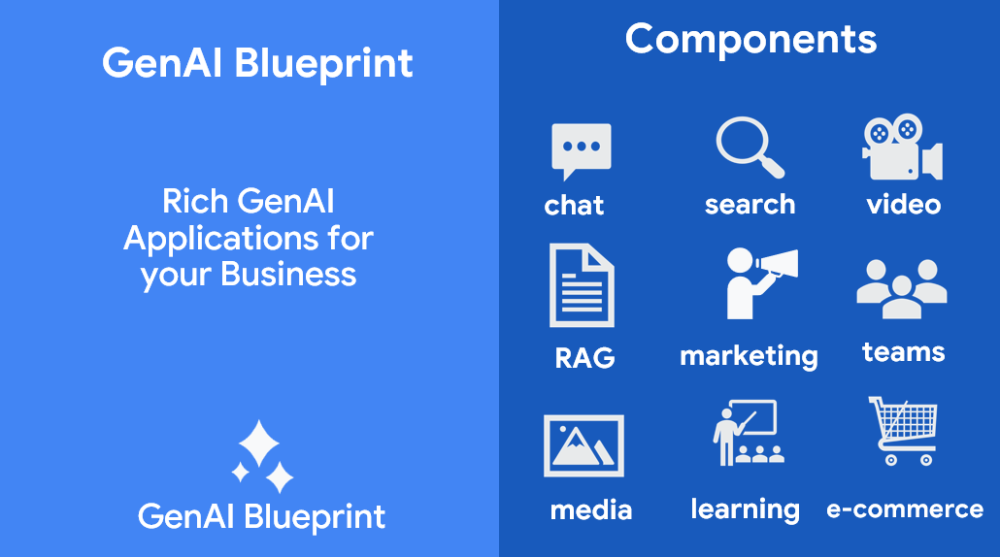 GenAI Blueprint
Rich GenAI
Applications for
your Business
GenAI Blueprint
Components
chat
search
video
RAG
marketing
teams
media
learning
e-commerce